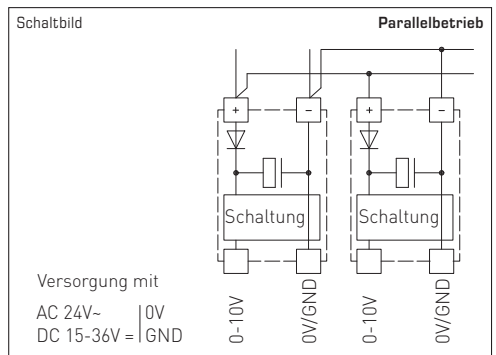 Schaltbild
Parallelbetrieb
+
–
+
–
Schaltung
Schaltung
Versorgung mit
AC 24V~ | 0V
DC 15-36V = | GND
0-10V
0V/GND
0-10V
0V/GND